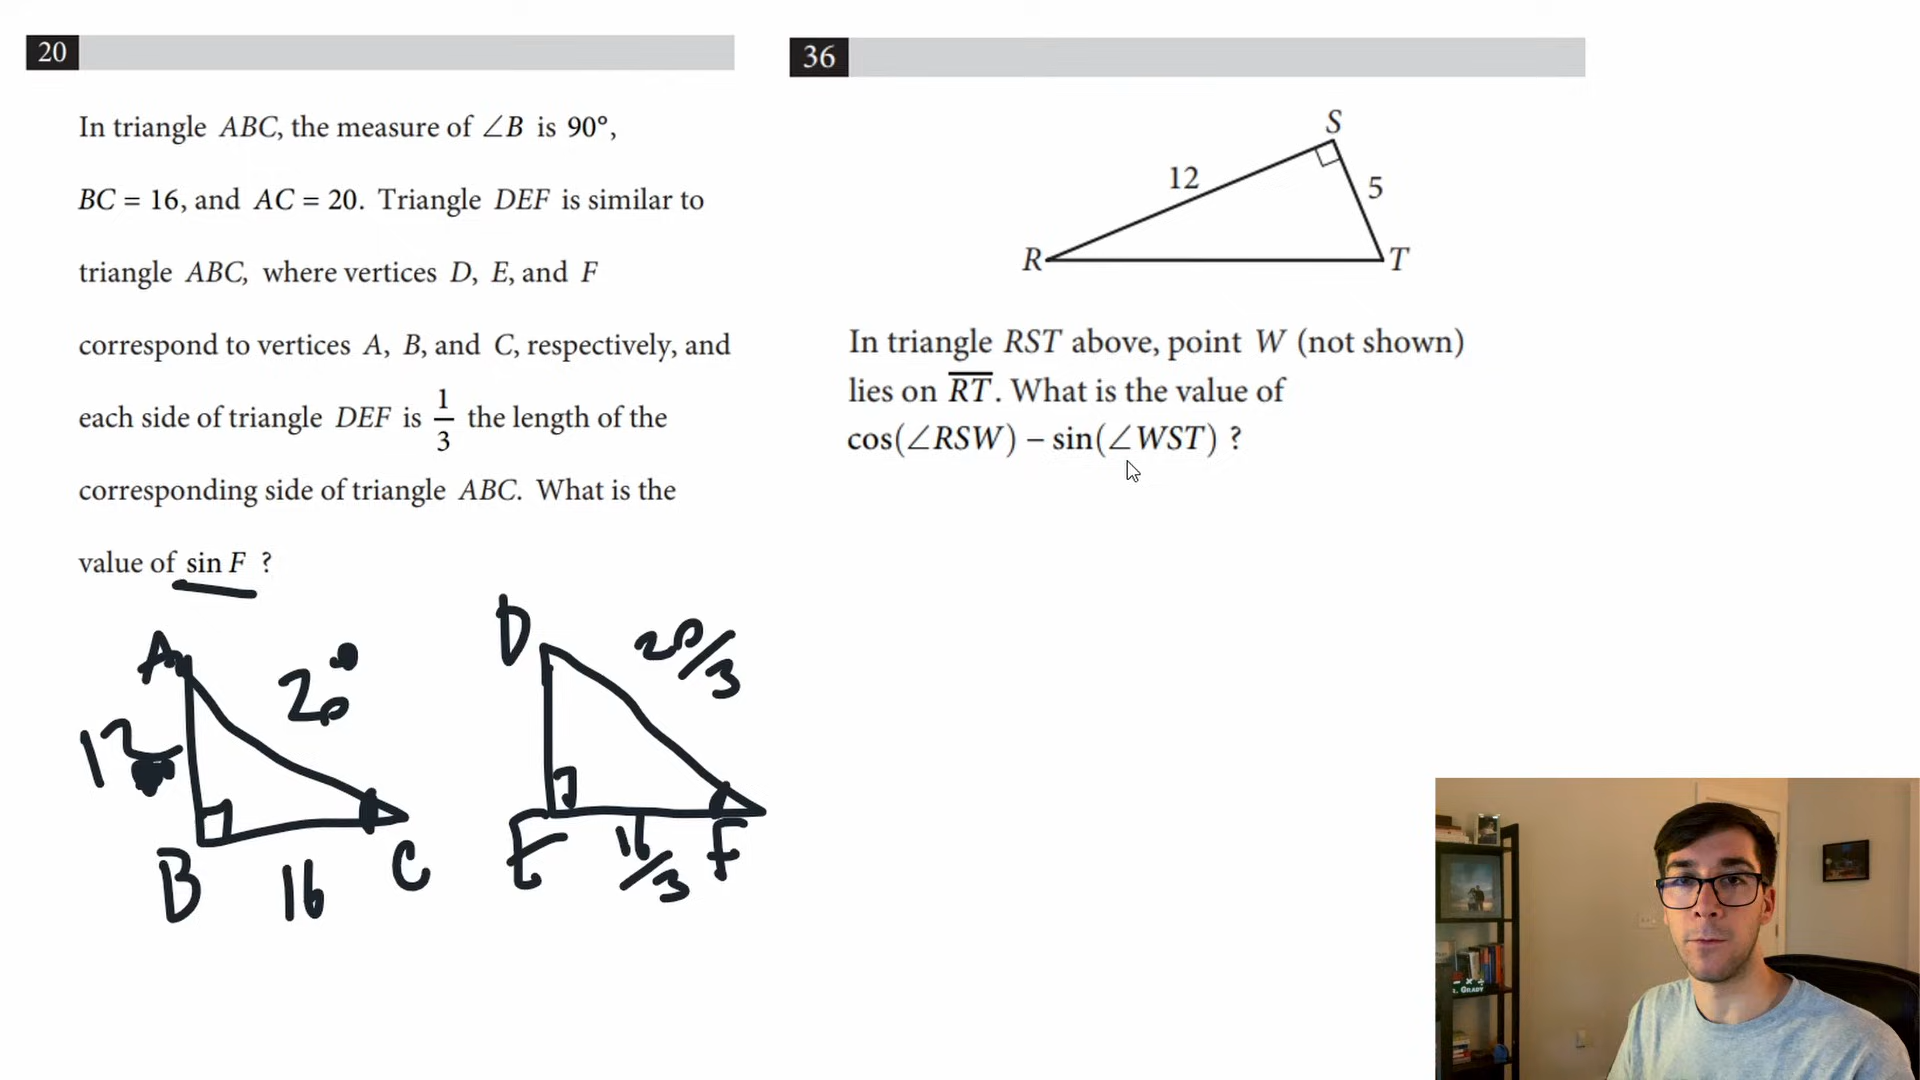 20
In triangle ABC, the measure of ∠B is 90°,
BC = 16, and AC = 20. Triangle DEF is similar to
triangle ABC, where vertices D, E, and F
correspond to vertices A, B, and C, respectively, and
each side of triangle DEF is 1/3 the length of the
corresponding side of triangle ABC. What is the
value of sin F ?
A
20
12
B
16
C
D
20/3
E
16/3
F
36
S
12
5
R
T
In triangle RST above, point W (not shown)
lies on RT. What is the value of
cos(∠RSW) – sin(∠WST) ?